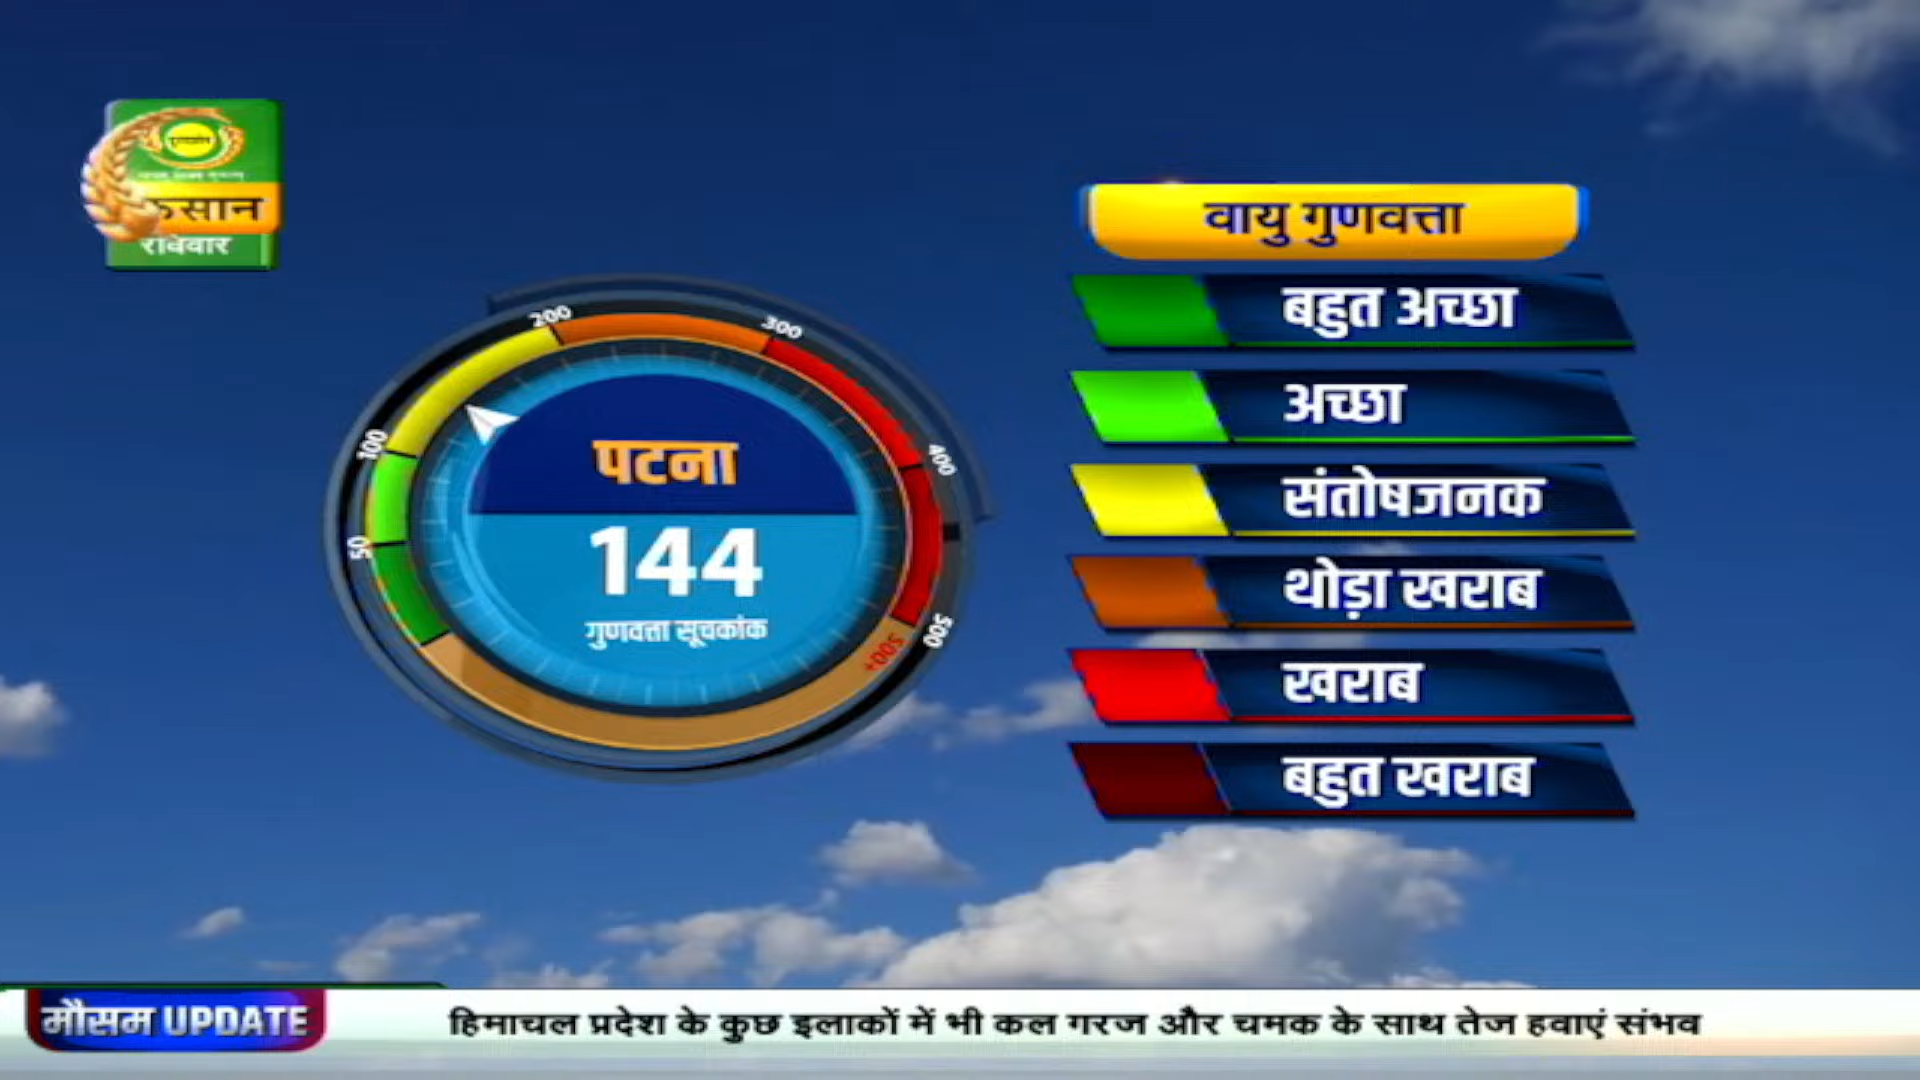 किसान
रविवार
वायु गुणवत्ता
200
300
100
400
50
500
500+
पटना
144
गुणवत्ता सूचकांक
बहुत अच्छा
अच्छा
संतोषजनक
थोड़ा खराब
खराब
बहुत खराब
मौसम UPDATE
हिमाचल प्रदेश के कुछ इलाकों में भी कल गरज और चमक के साथ तेज हवाएं संभव